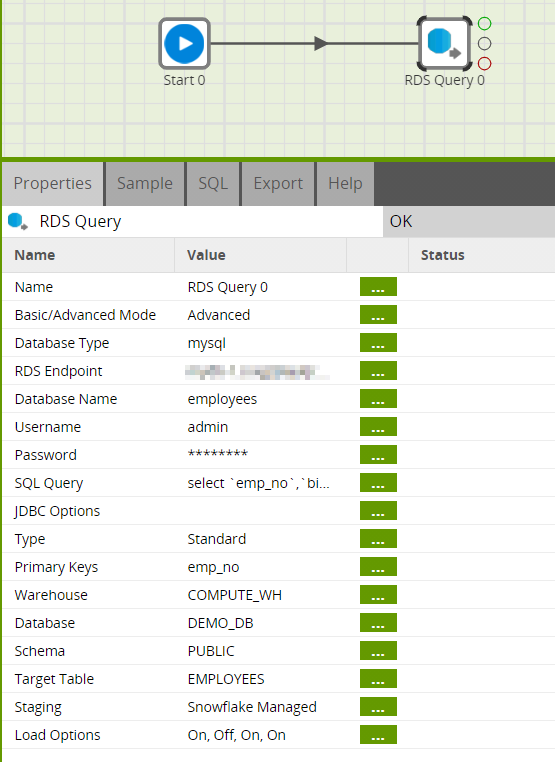 Start 0
RDS Query 0
Properties Sample SQL Export Help
RDS Query OK
Name Value Status
Name RDS Query 0 ...
Basic/Advanced Mode Advanced ...
Database Type mysql ...
RDS Endpoint ...
Database Name employees ...
Username admin ...
Password ******** ...
SQL Query select `emp_no`,`bi... ...
JDBC Options ...
Type Standard ...
Primary Keys emp_no ...
Warehouse COMPUTE_WH ...
Database DEMO_DB ...
Schema PUBLIC ...
Target Table EMPLOYEES ...
Staging Snowflake Managed ...
Load Options On, Off, On, On ...